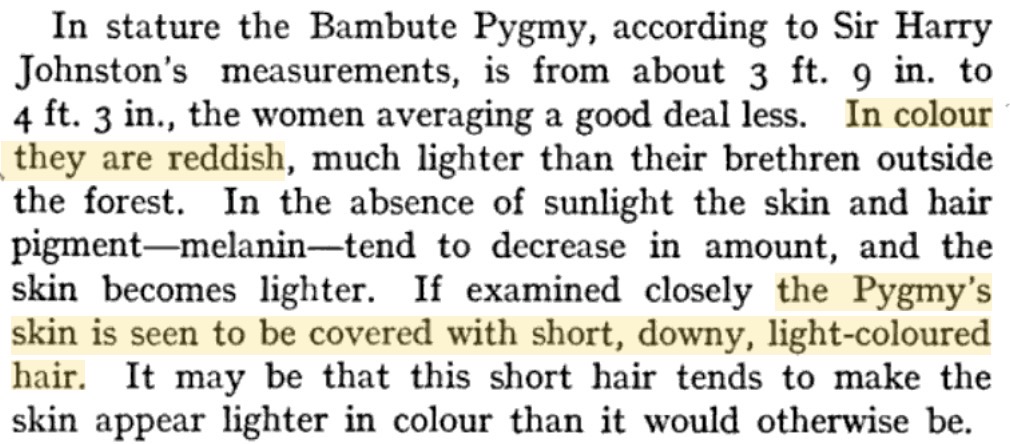 In stature the Bambute Pygmy, according to Sir Harry
Johnston's measurements, is from about 3 ft. 9 in. to
4 ft. 3 in., the women averaging a good deal less. In colour
they are reddish, much lighter than their brethren outside
the forest. In the absence of sunlight the skin and hair
pigment—melanin—tend to decrease in amount, and the
skin becomes lighter. If examined closely the Pygmy's
skin is seen to be covered with short, downy, light-coloured
hair. It may be that this short hair tends to make the
skin appear lighter in colour than it would otherwise be.